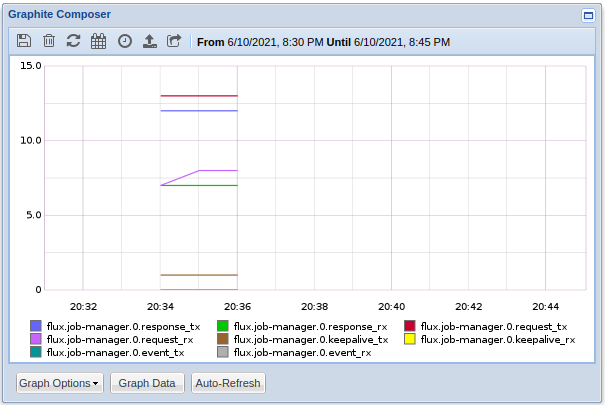 Graphite Composer
From 6/10/2021, 8:30 PM Until 6/10/2021, 8:45 PM
15.0
10.0
5.0
0
20:32 20:34 20:36 20:38 20:40 20:42 20:44
flux.job-manager.0.response_tx flux.job-manager.0.response_rx flux.job-manager.0.request_tx
flux.job-manager.0.request_rx flux.job-manager.0.keepalive_tx flux.job-manager.0.keepalive_rx
flux.job-manager.0.event_tx flux.job-manager.0.event_rx
Graph Options Graph Data Auto-Refresh